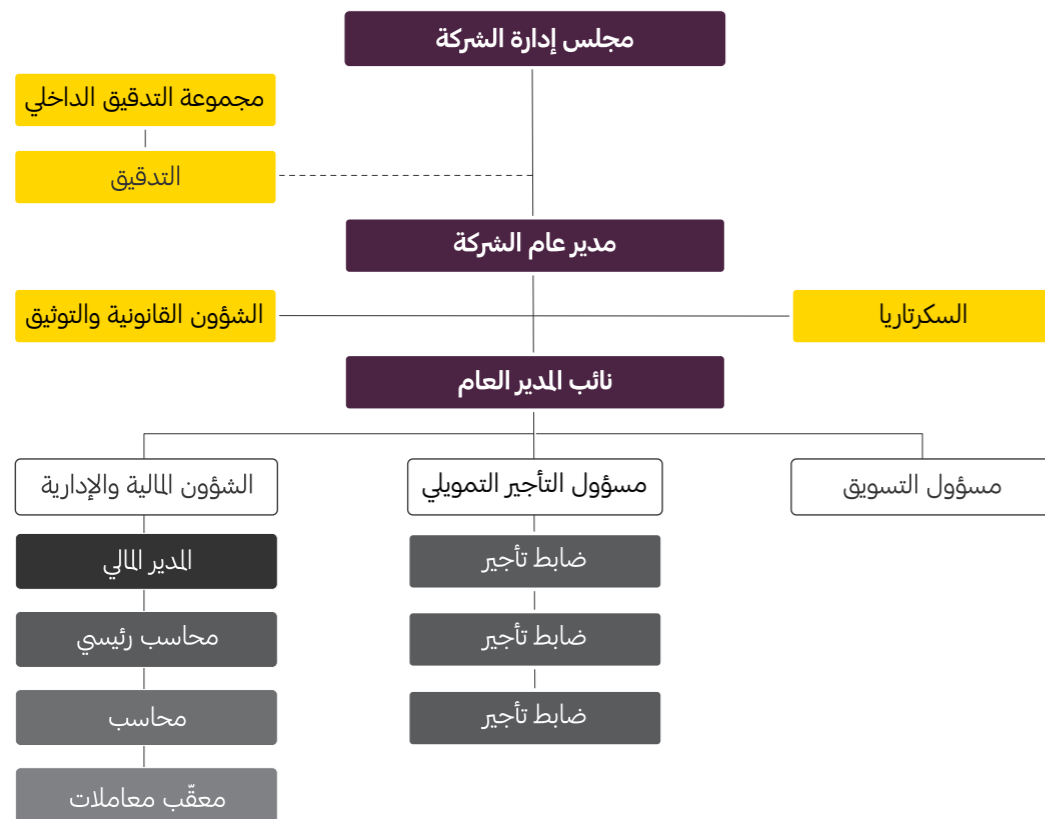 مجلس إدارة الشركة
مجموعة التدقيق الداخلي
التدقيق
مدير عام الشركة
السكرتاريا
الشؤون القانونية والتوثيق
نائب المدير العام
مسؤول التسويق
مسؤول التأجير التمويلي
الشؤون المالية والإدارية
ضابط تأجير
المدير المالي
ضابط تأجير
محاسب رئيسي
ضابط تأجير
محاسب
معقّب معاملات